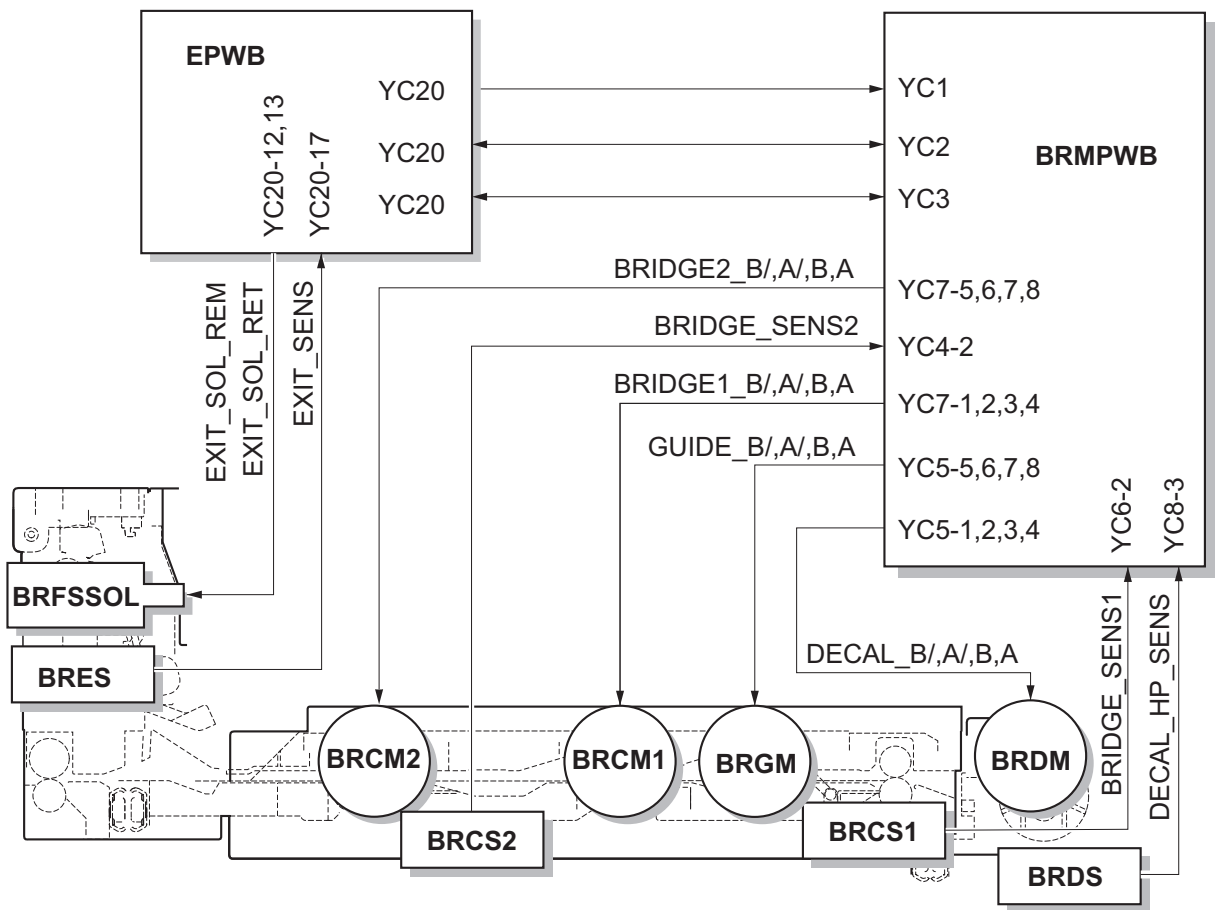 EPWB
YC20
YC20
YC20
YC20-12,13
YC20-17
YC1
YC2
YC3
BRMPWB
YC7-5,6,7,8
YC4-2
YC7-1,2,3,4
YC5-5,6,7,8
YC5-1,2,3,4
YC6-2
YC8-3
BRIDGE2_B/,A/,B,A
BRIDGE_SENS2
BRIDGE1_B/,A/,B,A
GUIDE_B/,A/,B,A
DECAL_B/,A/,B,A
EXIT_SOL_REM
EXIT_SOL_RET
EXIT_SENS
BRIDGE_SENS1
DECAL_HP_SENS
BRFSSOL
BRES
BRCM2
BRCM1
BRGM
BRDM
BRCS2
BRCS1
BRDS